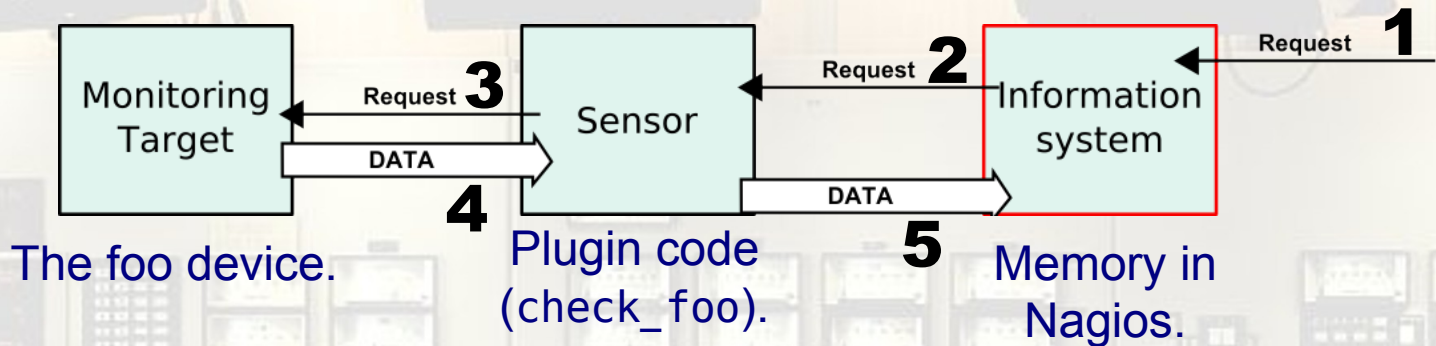 Request 1
Request 2
Request 3
Monitoring
Target
Sensor
Information
system
DATA
4
DATA
5
The foo device.
Plugin code
(check_foo).
Memory in
Nagios.